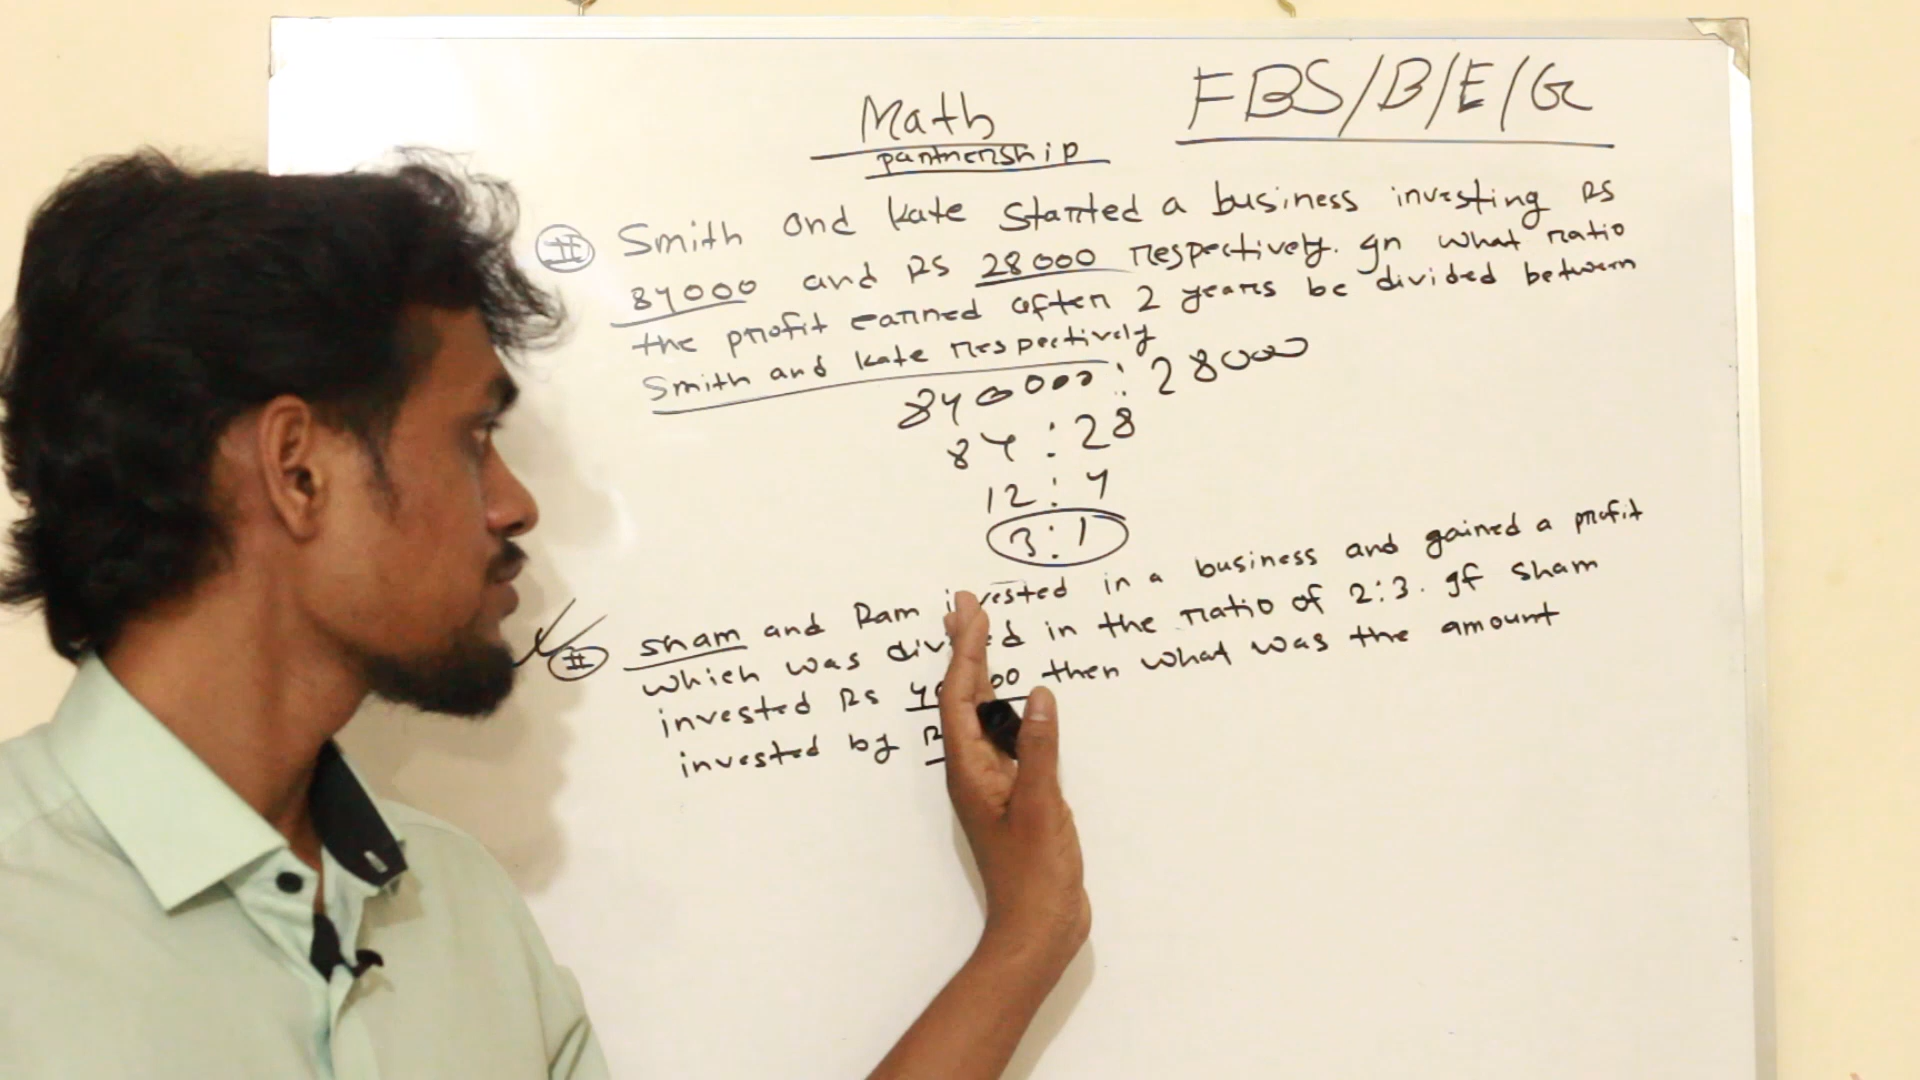 Math
FBS/B/E/G
partnership
# Smith and Kate Started a business investing RS
84000 and RS 28000 respectively. In what ratio
the profit earned after 2 years be divided between
Smith and Kate respectively
840000 : 28000
84 : 28
12 : 4
3 : 1
# Sham and Ram invested in a business and gained a profit
which was divided in the ratio of 2:3. If Sham
invested Rs then what was the amount
invested by